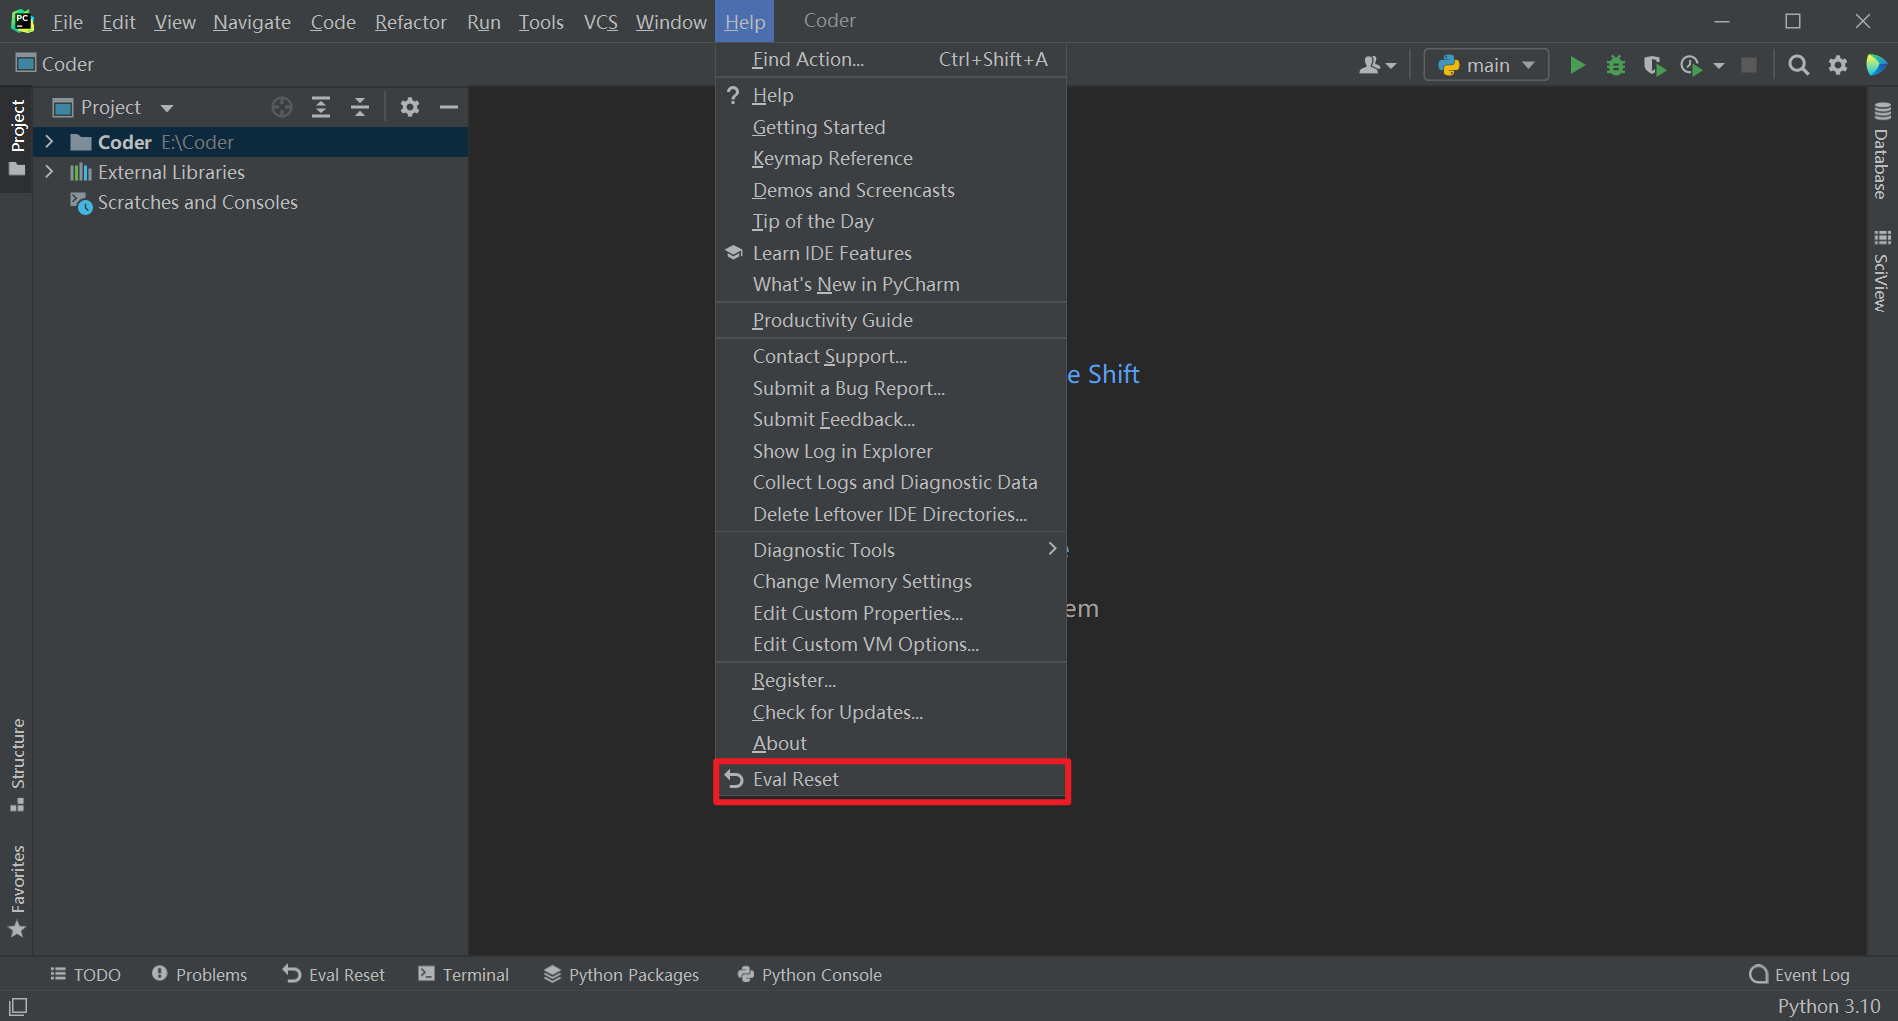 PC File Edit View Navigate Code Refactor Run Tools VCS Window Help Coder
Coder
main
Project
Project
Coder E:\Coder
External Libraries
Scratches and Consoles
Structure
Favorites
Find Action... Ctrl+Shift+A
? Help
Getting Started
Keymap Reference
Demos and Screencasts
Tip of the Day
Learn IDE Features
What's New in PyCharm
Productivity Guide
Contact Support...
Submit a Bug Report...
Submit Feedback...
Show Log in Explorer
Collect Logs and Diagnostic Data
Delete Leftover IDE Directories...
Diagnostic Tools
Change Memory Settings
Edit Custom Properties...
Edit Custom VM Options...
Register...
Check for Updates...
About
Eval Reset
e Shift
em
Database
SciView
TODO Problems Eval Reset Terminal Python Packages Python Console Event Log
Python 3.10